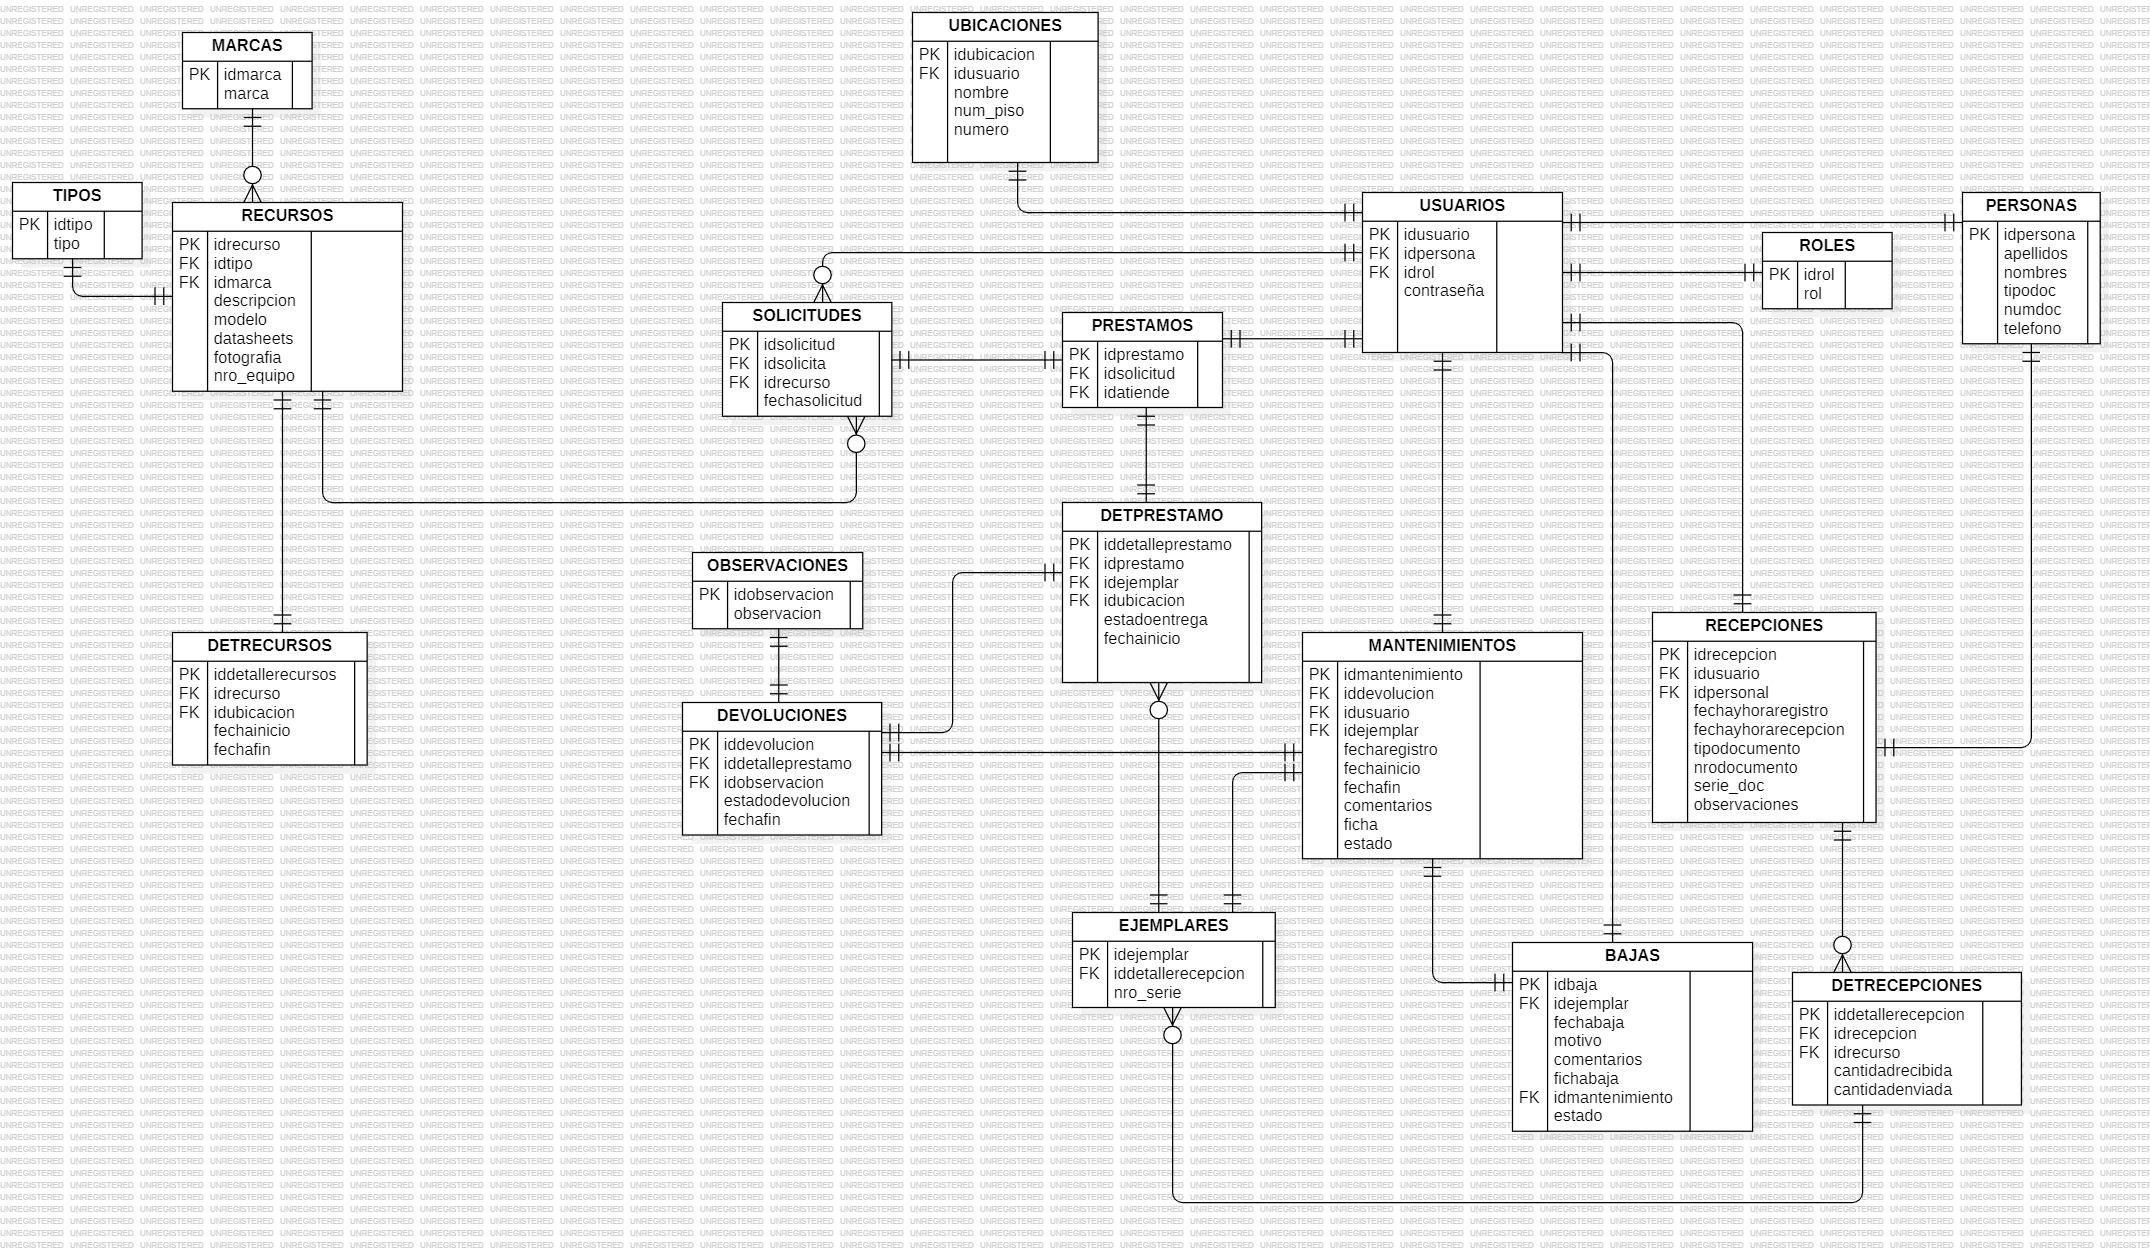 UBICACIONES
PK idubicacion
FK idusuario
nombre
num_piso
numero
MARCAS
PK idmarca
marca
TIPOS
PK idtipo
tipo
RECURSOS
PK idrecurso
FK idtipo
FK idmarca
descripcion
modelo
datasheets
fotografia
nro_equipo
USUARIOS
PK idusuario
FK idpersona
FK idrol
contraseña
PERSONAS
PK idpersona
apellidos
nombres
tipodoc
numdoc
telefono
ROLES
PK idrol
rol
SOLICITUDES
PK idsolicitud
FK idsolicita
FK idrecurso
fechasolicitud
PRESTAMOS
PK idprestamo
FK idsolicitud
FK idatiende
DETPRESTAMO
PK iddetalleprestamo
FK idprestamo
FK idejemplar
FK idubicacion
estadoentrega
fechainicio
OBSERVACIONES
PK idobservacion
observacion
DETRECURSOS
PK iddetallerecursos
FK idrecurso
FK idubicacion
fechainicio
fechafin
DEVOLUCIONES
PK iddevolucion
FK iddetalleprestamo
FK idobservacion
estadodevolucion
fechafin
MANTENIMIENTOS
PK idmantenimiento
FK iddevolucion
FK idusuario
FK idejemplar
fecharegistro
fechainicio
fechafin
comentarios
ficha
estado
RECEPCIONES
PK idrecepcion
FK idusuario
FK idpersonal
fechayhoraregistro
fechayhorarecepcion
tipodocumento
nrodocumento
serie_doc
observaciones
EJEMPLARES
PK idejemplar
FK iddetallerecepcion
nro_serie
BAJAS
PK idbaja
FK idejemplar
fechabaja
motivo
comentarios
fichabaja
FK idmantenimiento
estado
DETRECEPCIONES
PK iddetallerecepcion
FK idrecepcion
FK idrecurso
cantidadrecibida
cantidadenviada
UNREGISTERED